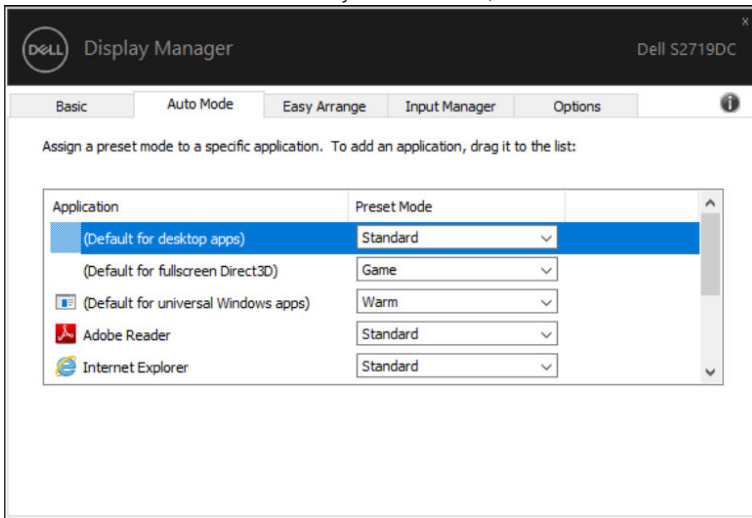 x
DELL Display Manager Dell S2719DC
Basic Auto Mode Easy Arrange Input Manager Options i
Assign a preset mode to a specific application. To add an application, drag it to the list:
Application Preset Mode
(Default for desktop apps) Standard
(Default for fullscreen Direct3D) Game
(Default for universal Windows apps) Warm
Adobe Reader Standard
Internet Explorer Standard